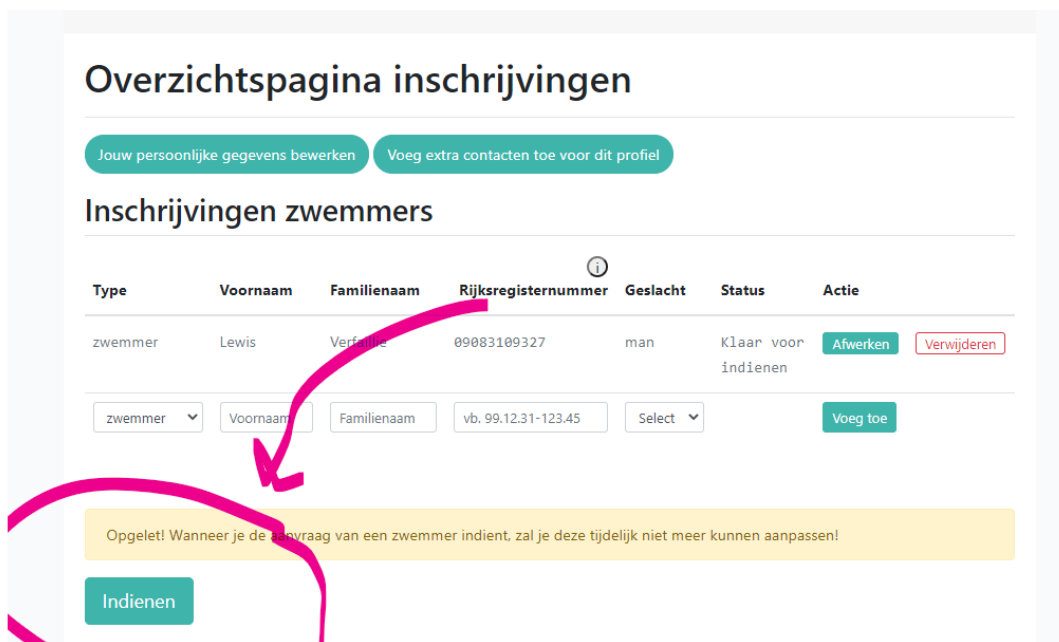 Overzichtspagina inschrijvingen
Jouw persoonlijke gegevens bewerken Voeg extra contacten toe voor dit profiel
Inschrijvingen zwemmers
i
Type Voornaam Familienaam Rijksregisternummer Geslacht Status Actie
zwemmer Lewis Verfaillie 09083109327 man Klaar voor Afwerken Verwijderen
indienen
zwemmer Voornaam Familienaam vb. 99.12.31-123.45 Select Voeg toe
Opgelet! Wanneer je de aanvraag van een zwemmer indient, zal je deze tijdelijk niet meer kunnen aanpassen!
Indienen